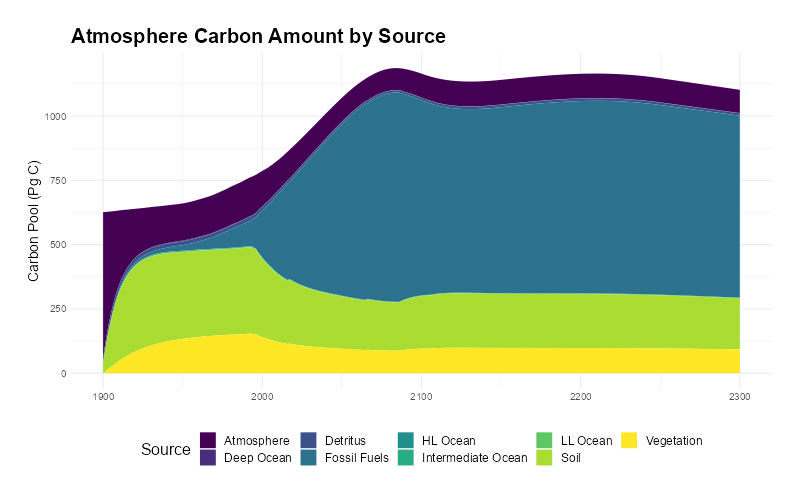 Atmosphere Carbon Amount by Source
Carbon Pool (Pg C)
1000
750
500
250
0
1900 2000 2100 2200 2300
Source
Atmosphere Detritus HL Ocean LL Ocean Vegetation
Deep Ocean Fossil Fuels Intermediate Ocean Soil